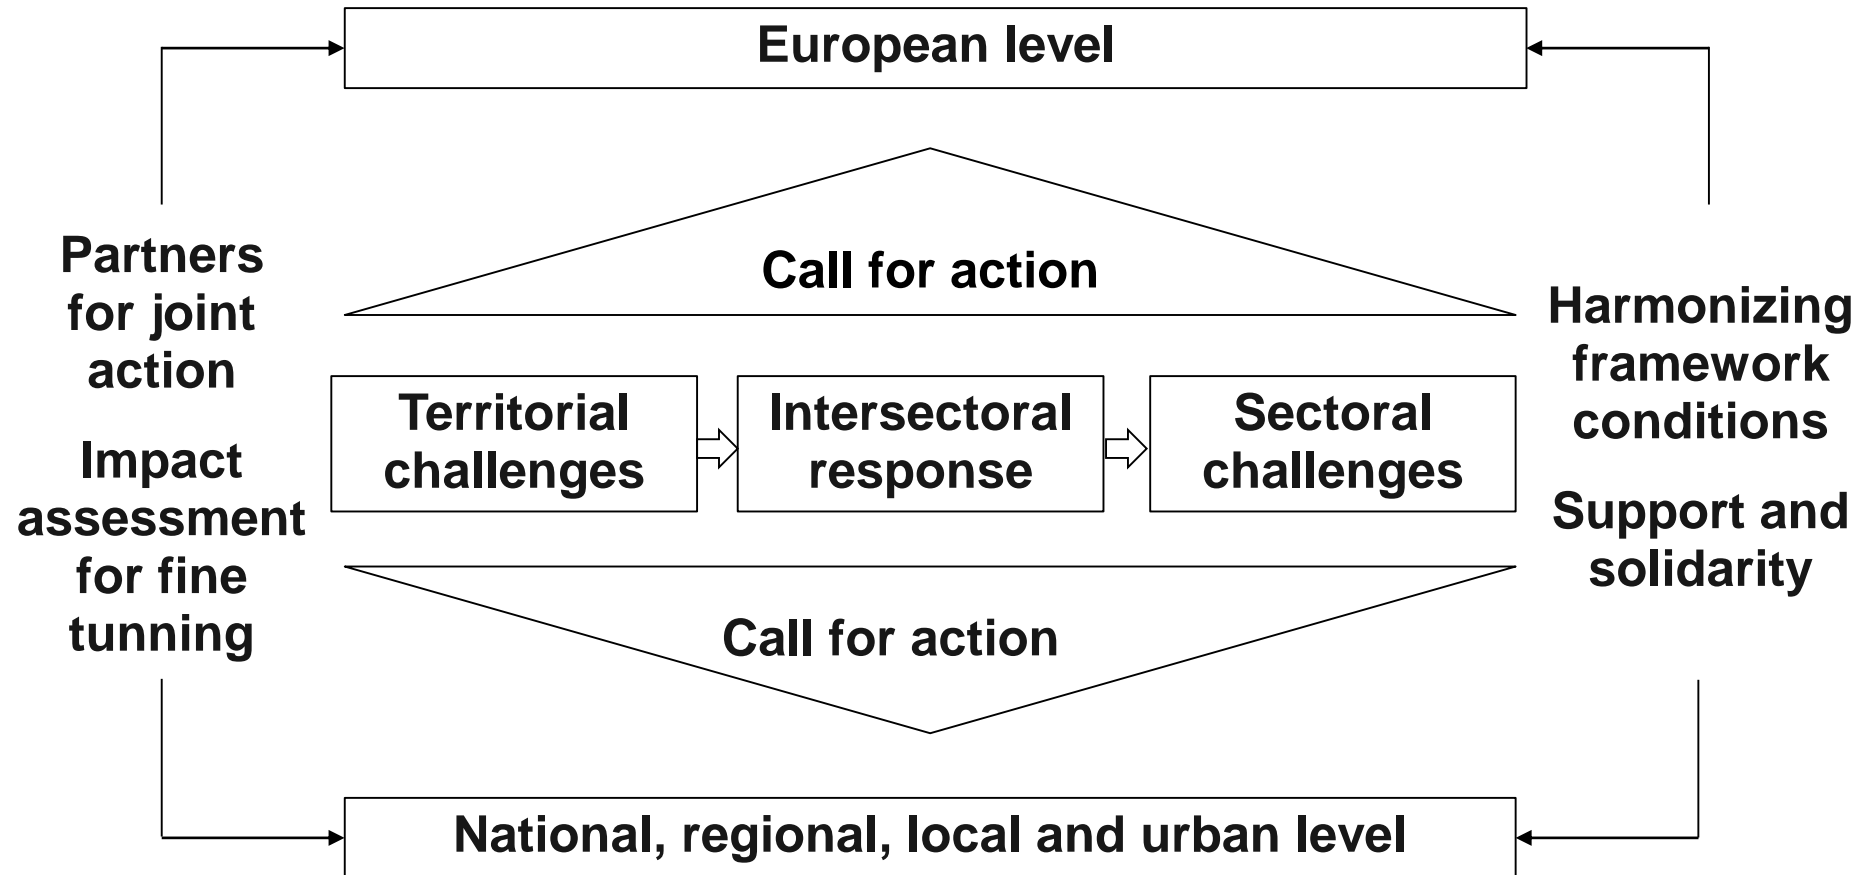 European level
Call for action
Partners
for joint
action
Impact
assessment
for fine
tunning
Territorial
challenges
Intersectoral
response
Sectoral
challenges
Harmonizing
framework
conditions
Support and
solidarity
Call for action
National, regional, local and urban level